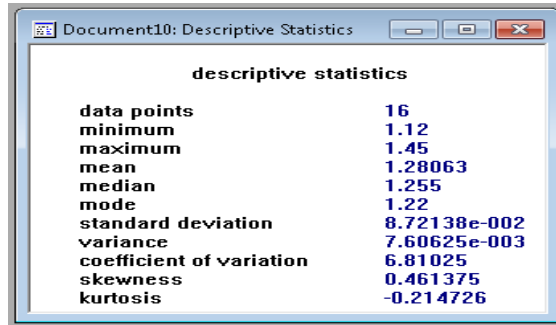 Document10: Descriptive Statistics
descriptive statistics
data points 16
minimum 1.12
maximum 1.45
mean 1.28063
median 1.255
mode 1.22
standard deviation 8.72138e-002
variance 7.60625e-003
coefficient of variation 6.81025
skewness 0.461375
kurtosis -0.214726